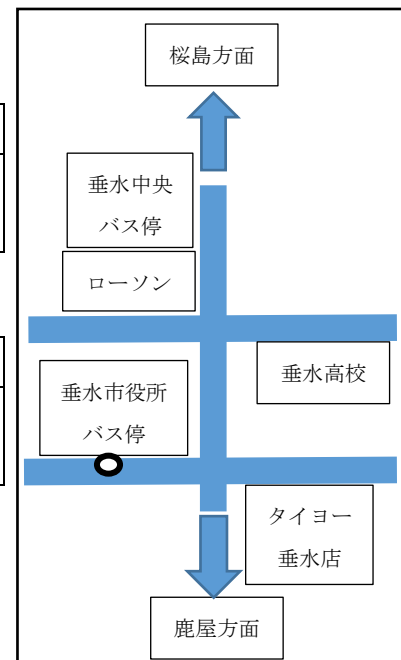 桜島方面
垂水中央
バス停
ローソン
垂水高校
垂水市役所
バス停
タイヨー
垂水店
鹿屋方面